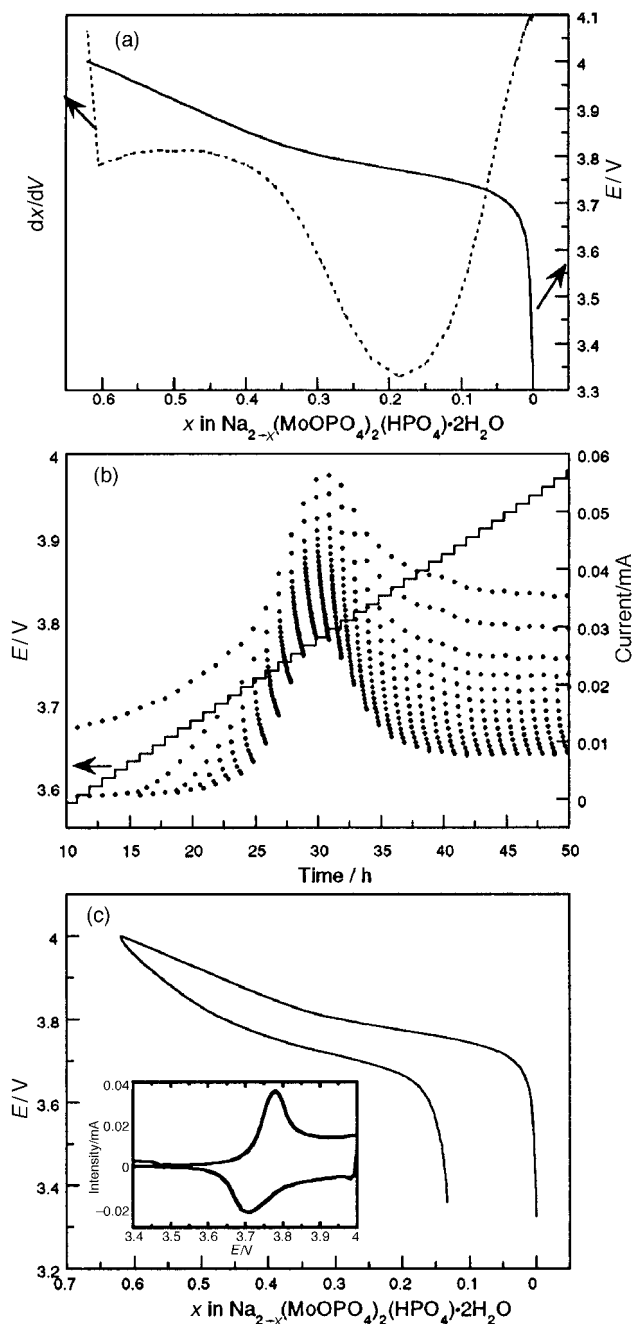 (a)
4.1
4
3.9
3.8
3.7
3.6
3.5
3.4
3.3
dx/dV
E / V
0.6 0.5 0.4 0.3 0.2 0.1 0
x in Na2−x(MoOPO4)2(HPO4)•2H2O
(b)
4
3.9
3.8
3.7
3.6
E / V
0.06
0.05
0.04
0.03
0.02
0.01
0
Current/mA
10 15 20 25 30 35 40 45 50
Time / h
(c)
4
3.8
3.6
3.4
3.2
E / V
0.04
0.02
0
−0.02
Intensity/mA
3.4 3.5 3.6 3.7 3.8 3.9 4
E/V
0.7 0.6 0.5 0.4 0.3 0.2 0.1 0
x in Na2−x(MoOPO4)2(HPO4)•2H2O